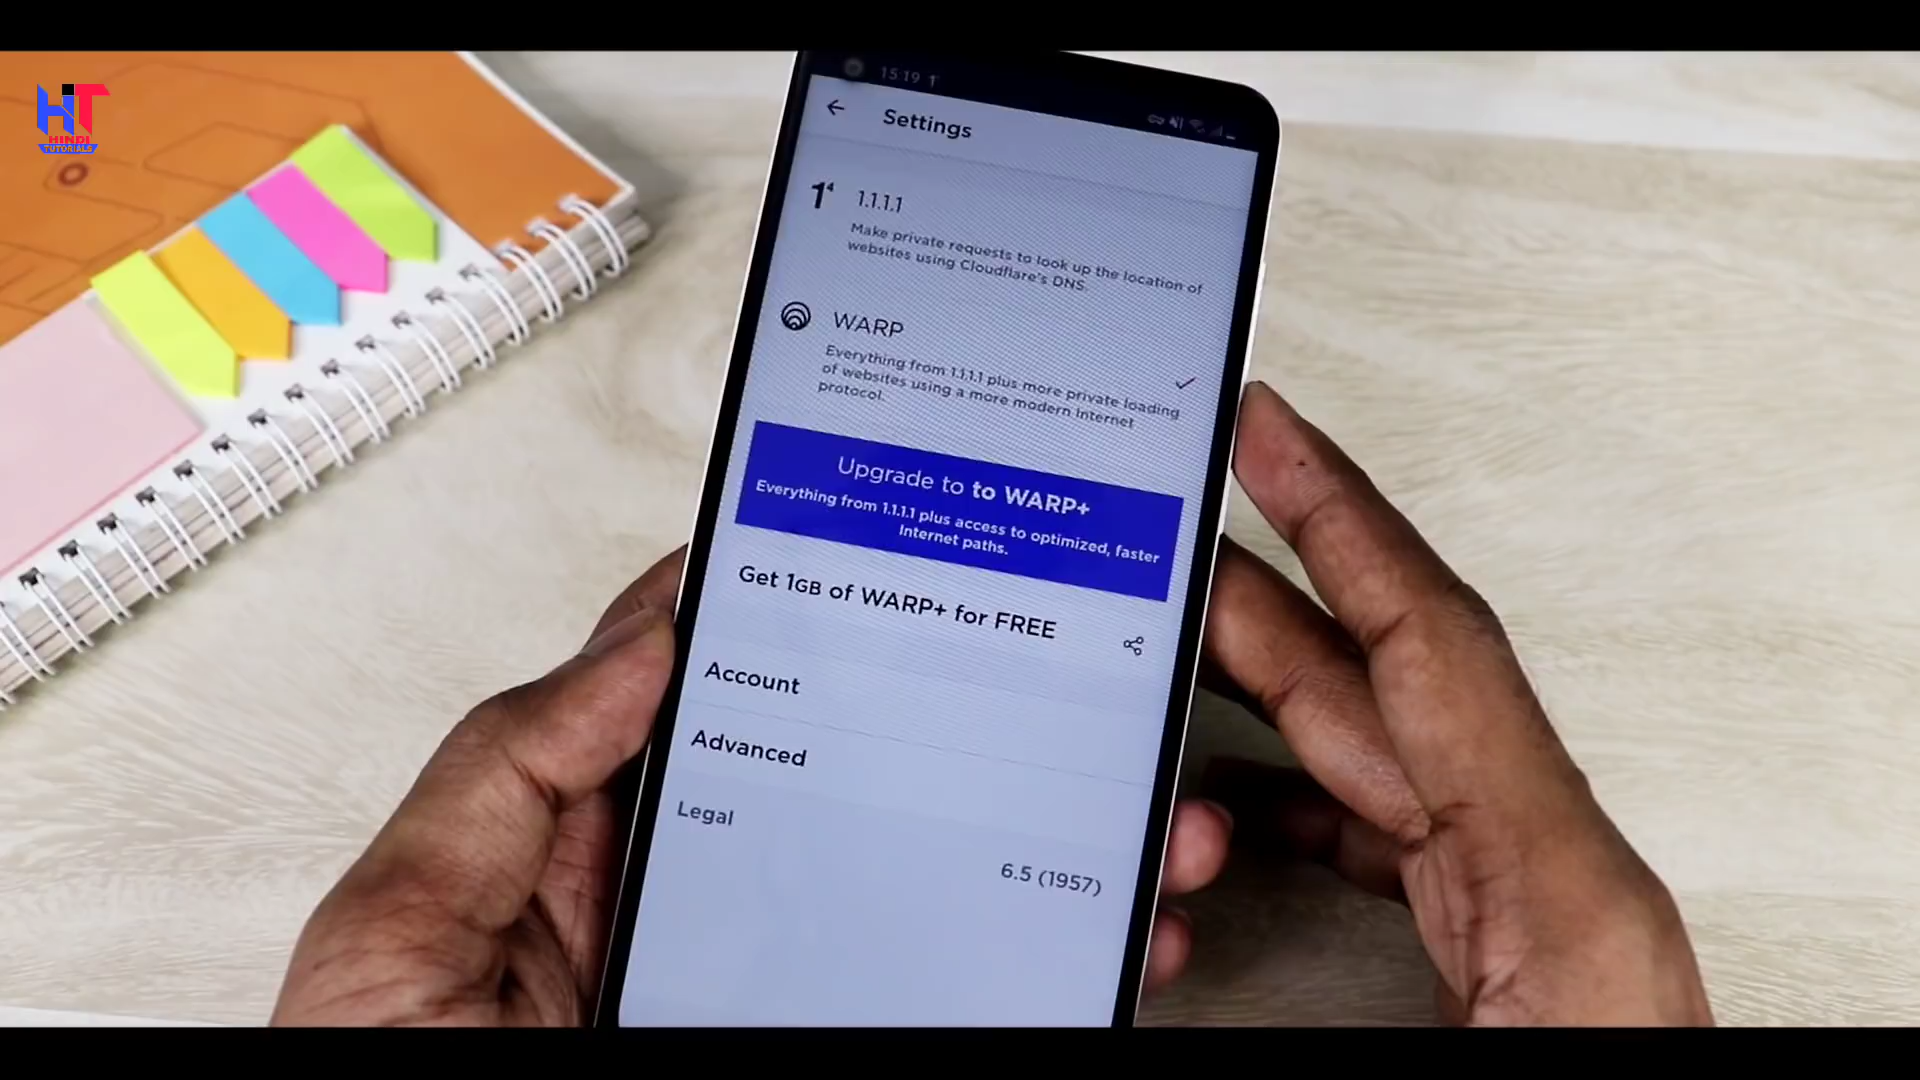 HT
HINDI
TUTORIALS
15:19
Settings
1⁴ 1.1.1.1
Make private requests to look up the location of
websites using Cloudflare's DNS.
WARP
Everything from 1.1.1.1 plus more private loading
of websites using a more modern Internet
protocol.
Upgrade to to WARP+
Everything from 1.1.1.1 plus access to optimized, faster
Internet paths.
Get 1GB of WARP+ for FREE
Account
Advanced
Legal
6.5 (1957)